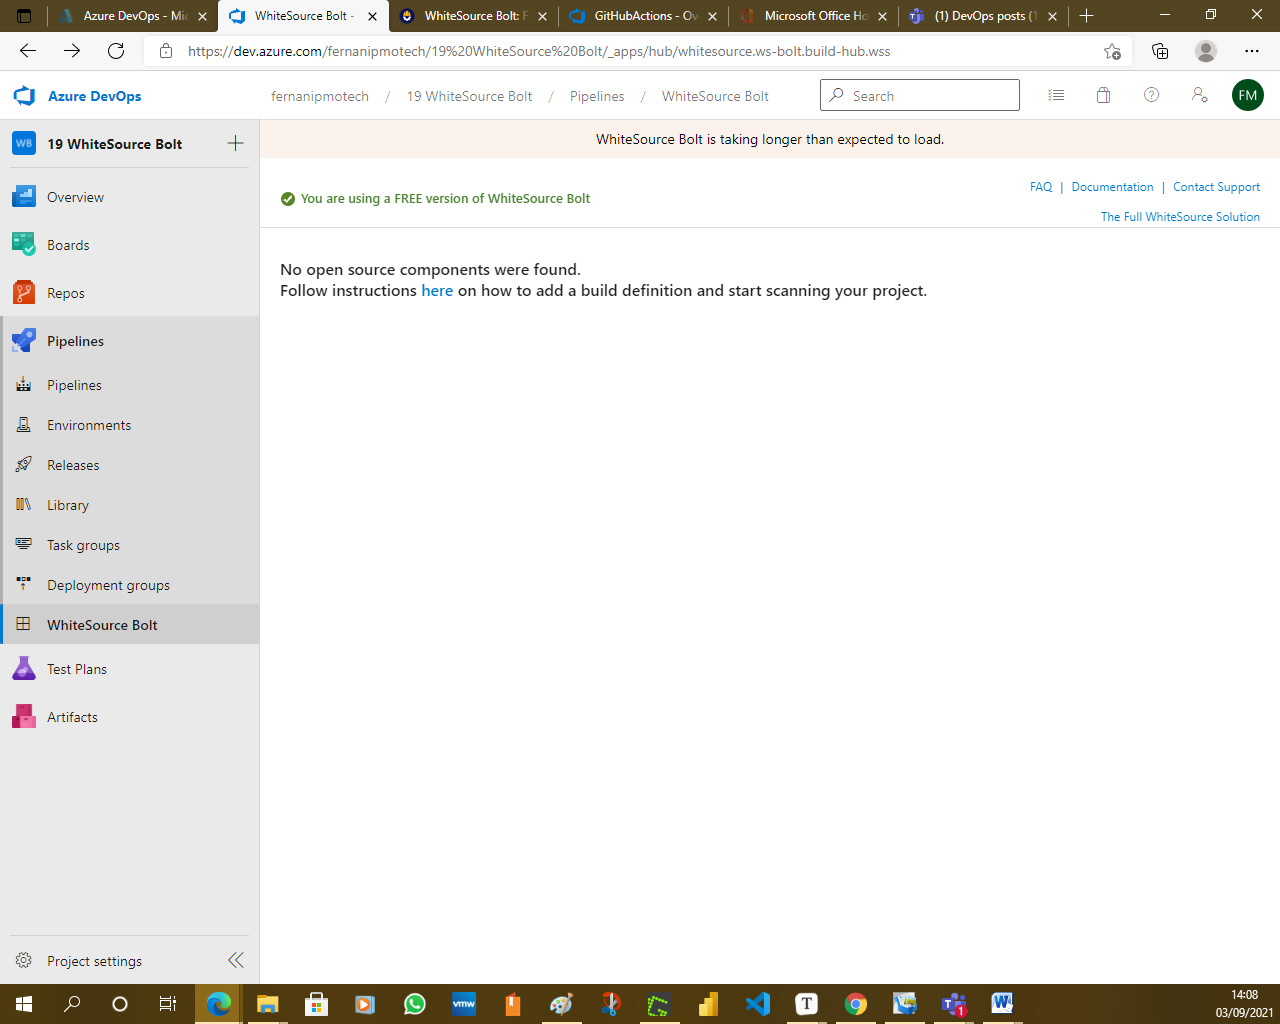 Azure DevOps - Mic
WhiteSource Bolt -
WhiteSource Bolt: F
GitHubActions - Ov
Microsoft Office Ho
(1) DevOps posts (1
https://dev.azure.com/fernanipmotech/19%20WhiteSource%20Bolt/_apps/hub/whitesource.ws-bolt.build-hub.wss
Azure DevOps
fernanipmotech / 19 WhiteSource Bolt / Pipelines / WhiteSource Bolt
Search
FM
WB 19 WhiteSource Bolt
WhiteSource Bolt is taking longer than expected to load.
FAQ | Documentation | Contact Support
You are using a FREE version of WhiteSource Bolt
The Full WhiteSource Solution
No open source components were found.
Follow instructions here on how to add a build definition and start scanning your project.
Overview
Boards
Repos
Pipelines
Pipelines
Environments
Releases
Library
Task groups
Deployment groups
WhiteSource Bolt
Test Plans
Artifacts
Project settings
vmw
T
1
14:08
03/09/2021